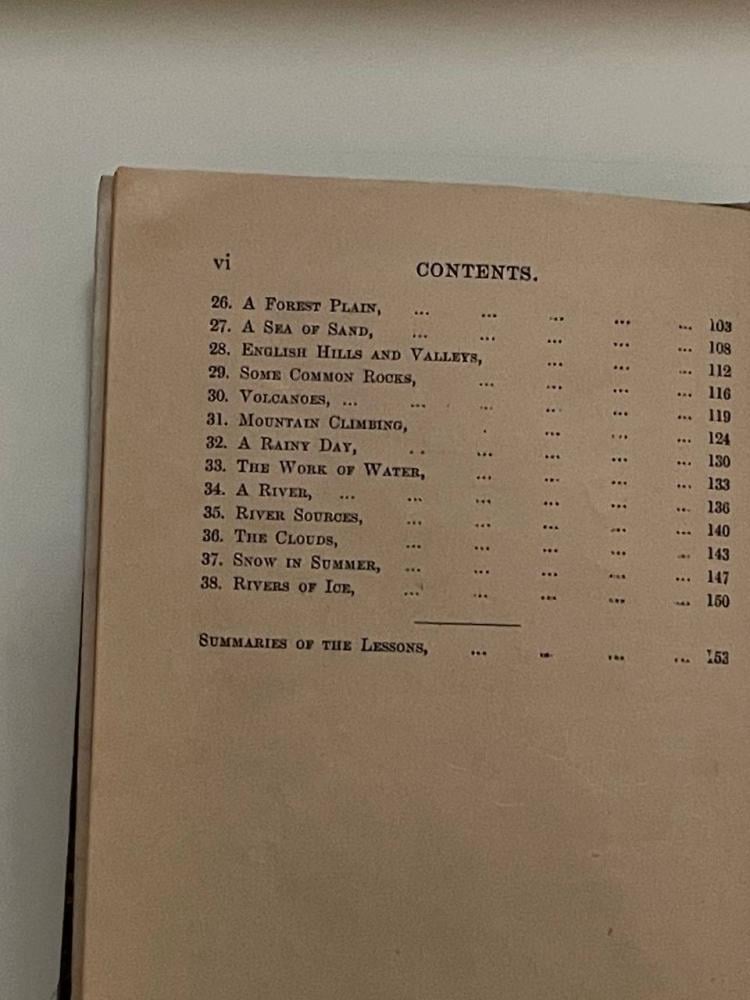 vi CONTENTS.
26. A Forest Plain, ... ... ... ... ... 103
27. A Sea of Sand, ... ... ... ... ... 108
28. English Hills and Valleys, ... ... ... 112
29. Some Common Rocks, ... ... ... ... 116
30. Volcanoes, ... ... ... ... ... ... 119
31. Mountain Climbing, . ... ... ... 124
32. A Rainy Day, .. ... ... ... ... 130
33. The Work of Water, ... ... ... ... 133
34. A River, ... ... ... ... ... ... 136
35. River Sources, ... ... ... ... ... 140
36. The Clouds, ... ... ... ... ... 143
37. Snow in Summer, ... ... ... ... ... 147
38. Rivers of Ice, ... ... ... ... ... 150
Summaries of the Lessons, ... ... ... ... 153